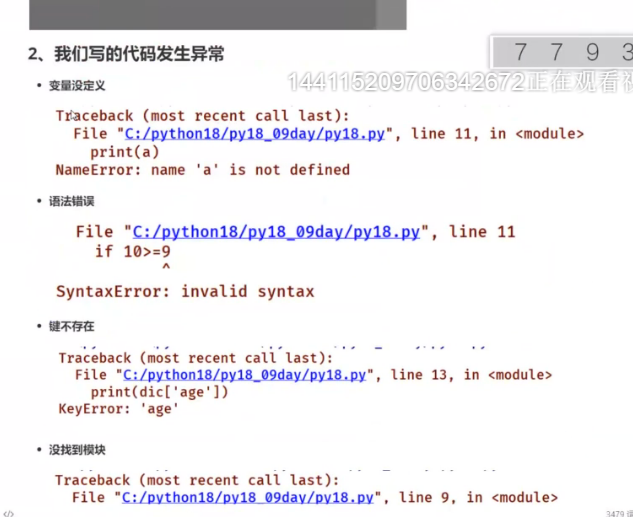 2、我们写的代码发生异常
7 7 9 3
144115209706342672正在观看视
• 变量没定义
Traceback (most recent call last):
File "C:/python18/py18_09day/py18.py", line 11, in <module>
print(a)
NameError: name 'a' is not defined
• 语法错误
File "C:/python18/py18_09day/py18.py", line 11
if 10>=9
^
SyntaxError: invalid syntax
• 键不存在
Traceback (most recent call last):
File "C:/python18/py18_09day/py18.py", line 13, in <module>
print(dic['age'])
KeyError: 'age'
• 没找到模块
Traceback (most recent call last):
File "C:/python18/py18_09day/py18.py", line 9, in <module>